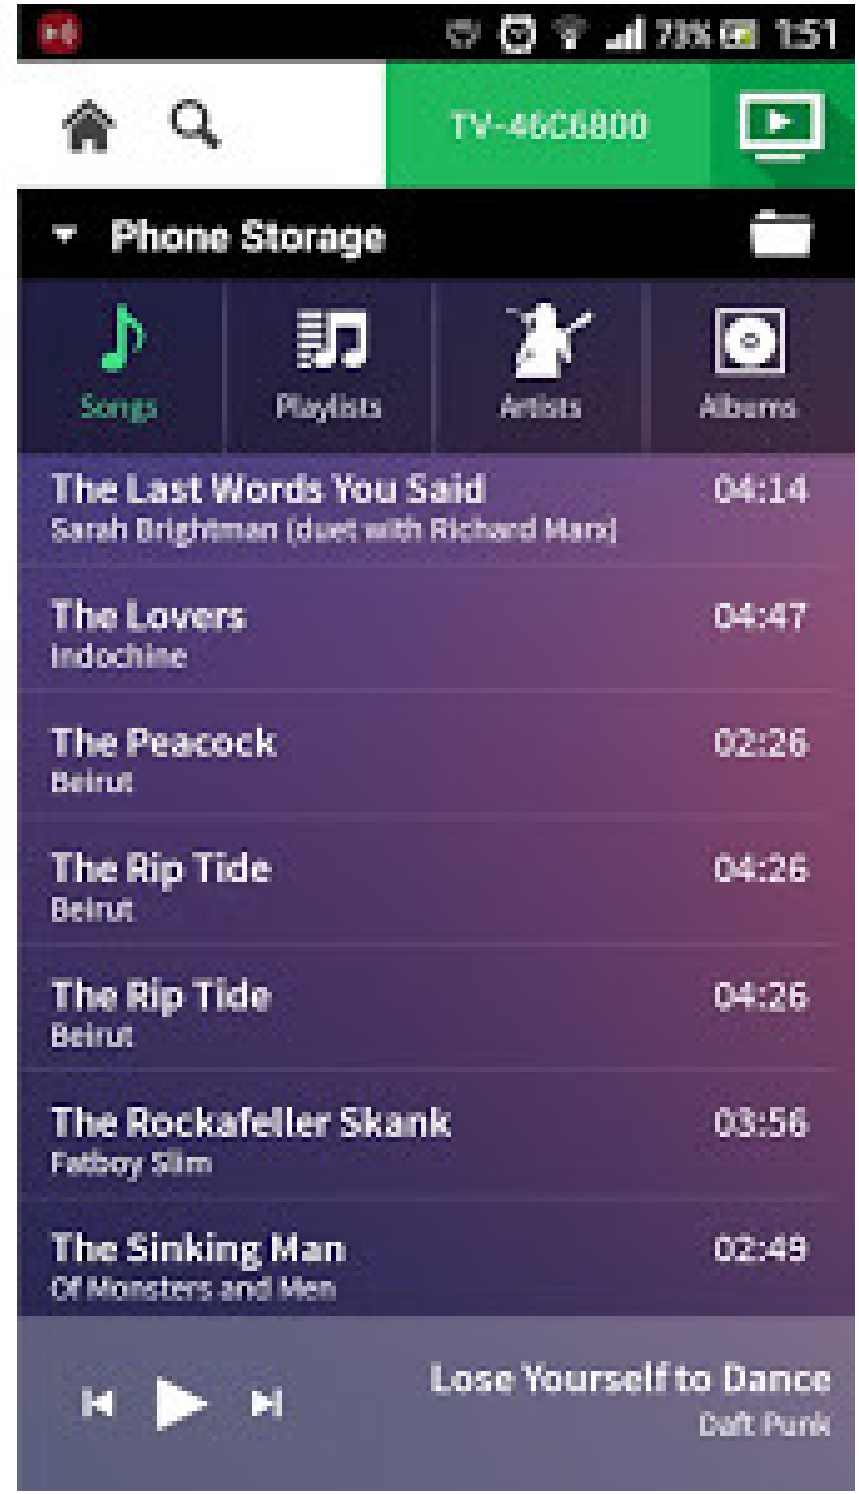 73% 1:51
TV-46C6800
Phone Storage
Songs Playlists Artists Albums
The Last Words You Said 04:14
Sarah Brightman (duet with Richard Marx)
The Lovers 04:47
Indochine
The Peacock 02:26
Beirut
The Rip Tide 04:26
Beirut
The Rip Tide 04:26
Beirut
The Rockafeller Skank 03:56
Fatboy Slim
The Sinking Man 02:49
Of Monsters and Men
Lose Yourself to Dance
Daft Punk